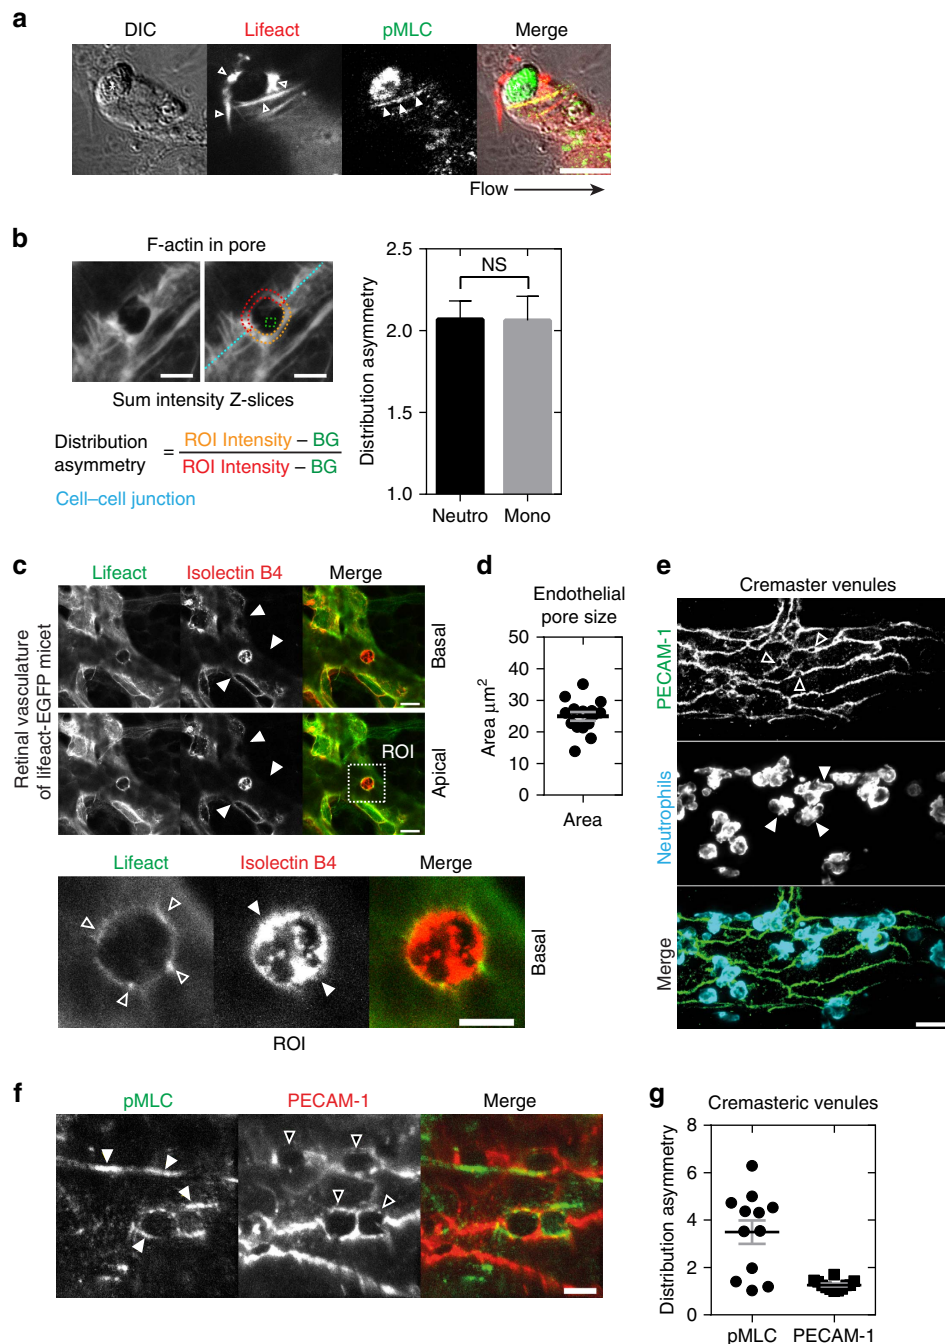 a
DIC
Lifeact
pMLC
Merge
Flow
b
F-actin in pore
Sum intensity Z-slices
Distribution asymmetry = ROI Intensity – BG
ROI Intensity – BG
Cell–cell junction
Distribution asymmetry
2.5
2.0
1.5
1.0
NS
Neutro
Mono
c
Lifeact
Isolectin B4
Merge
Retinal vasculature
of lifeact-EGFP micet
Basal
Apical
ROI
Lifeact
Isolectin B4
Merge
Basal
ROI
d
Endothelial
pore size
Area μm2
50
40
30
20
10
0
Area
e
Cremaster venules
PECAM-1
Neutrophils
Merge
f
pMLC
PECAM-1
Merge
g
Cremasteric venules
Distribution asymmetry
8
6
4
2
0
pMLC
PECAM-1